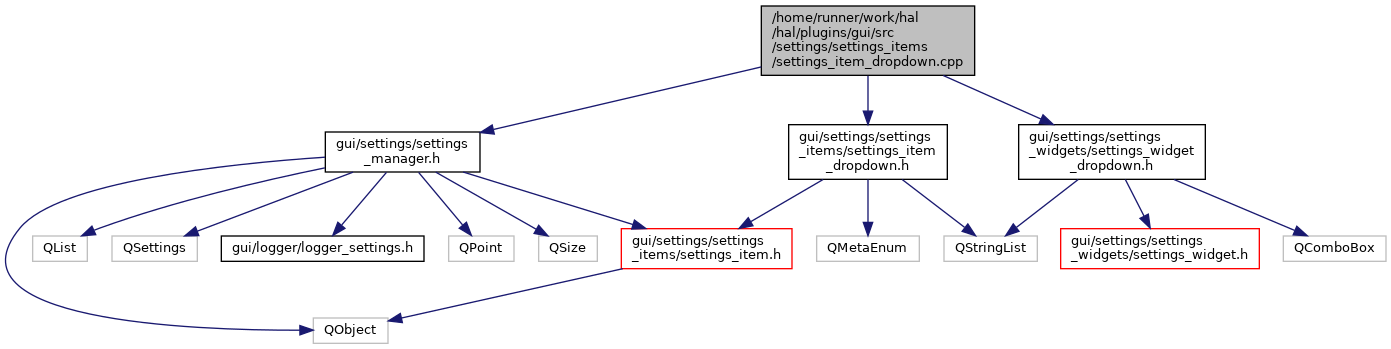 /home/runner/work/hal
/hal/plugins/gui/src
/settings/settings_items
/settings_item_dropdown.cpp
gui/settings/settings
_manager.h
gui/settings/settings
_items/settings_item
_dropdown.h
gui/settings/settings
_widgets/settings_widget
_dropdown.h
QList
QSettings
gui/logger/logger_settings.h
QPoint
QSize
gui/settings/settings
_items/settings_item.h
QMetaEnum
QStringList
gui/settings/settings
_widgets/settings_widget.h
QComboBox
QObject